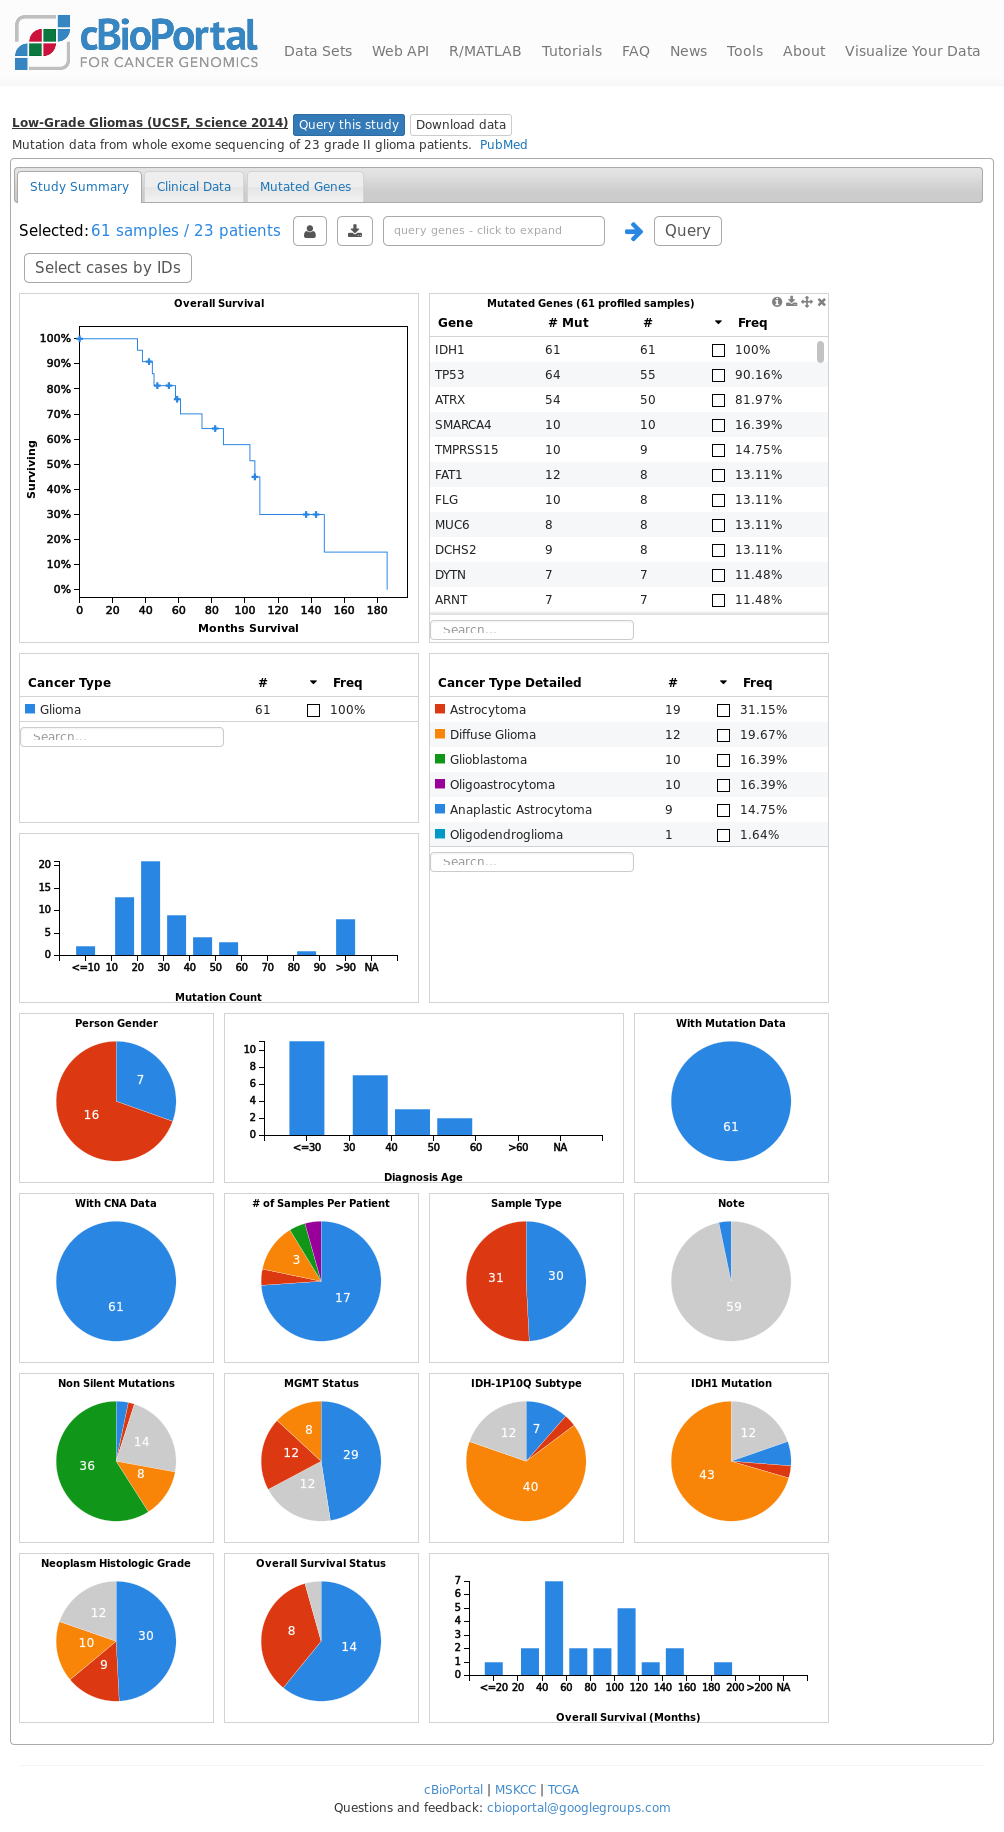 cBioPortal
FOR CANCER GENOMICS
Data Sets Web API R/MATLAB Tutorials FAQ News Tools About Visualize Your Data
Low-Grade Gliomas (UCSF, Science 2014) Query this study Download data
Mutation data from whole exome sequencing of 23 grade II glioma patients. PubMed
Study Summary Clinical Data Mutated Genes
Selected: 61 samples / 23 patients query genes - click to expand Query
Select cases by IDs
Overall Survival
100%
90%
80%
70%
60%
50%
40%
30%
20%
10%
0%
Surviving
0 20 40 60 80 100 120 140 160 180
Months Survival
Mutated Genes (61 profiled samples)
Gene # Mut # Freq
IDH1 61 61 100%
TP53 64 55 90.16%
ATRX 54 50 81.97%
SMARCA4 10 10 16.39%
TMPRSS15 10 9 14.75%
FAT1 12 8 13.11%
FLG 10 8 13.11%
MUC6 8 8 13.11%
DCHS2 9 8 13.11%
DYTN 7 7 11.48%
ARNT 7 7 11.48%
Search...
Cancer Type # Freq
Glioma 61 100%
Search...
Cancer Type Detailed # Freq
Astrocytoma 19 31.15%
Diffuse Glioma 12 19.67%
Glioblastoma 10 16.39%
Oligoastrocytoma 10 16.39%
Anaplastic Astrocytoma 9 14.75%
Oligodendroglioma 1 1.64%
Search...
20
15
10
5
0
<=10 10 20 30 40 50 60 70 80 90 >90 NA
Mutation Count
Person Gender
7
16
10
8
6
4
2
0
<=30 30 40 50 60 >60 NA
Diagnosis Age
With Mutation Data
61
With CNA Data
61
# of Samples Per Patient
3
17
Sample Type
31 30
Note
59
Non Silent Mutations
14
36
8
MGMT Status
8
12 29
12
IDH-1P10Q Subtype
12 7
40
IDH1 Mutation
12
43
Neoplasm Histologic Grade
12
30
10
9
Overall Survival Status
8
14
7
6
5
4
3
2
1
0
<=20 20 40 60 80 100 120 140 160 180 200 >200 NA
Overall Survival (Months)
cBioPortal | MSKCC | TCGA
Questions and feedback: cbioportal@googlegroups.com